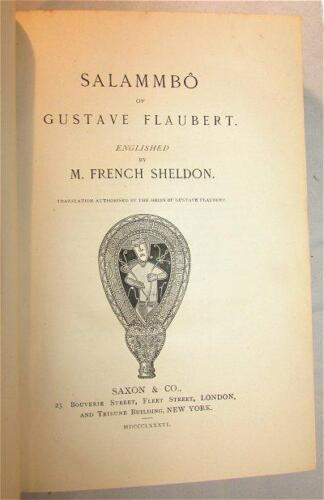 SALAMMBÔ
OF
GUSTAVE FLAUBERT.
ENGLISHED
BY
M. FRENCH SHELDON.
TRANSLATION AUTHORISED BY THE HEIRS OF GUSTAVE FLAUBERT.
SAXON & CO.,
23 BOUVERIE STREET, FLEET STREET, LONDON,
AND TRIBUNE BUILDING, NEW YORK.
MDCCCLXXXVI.